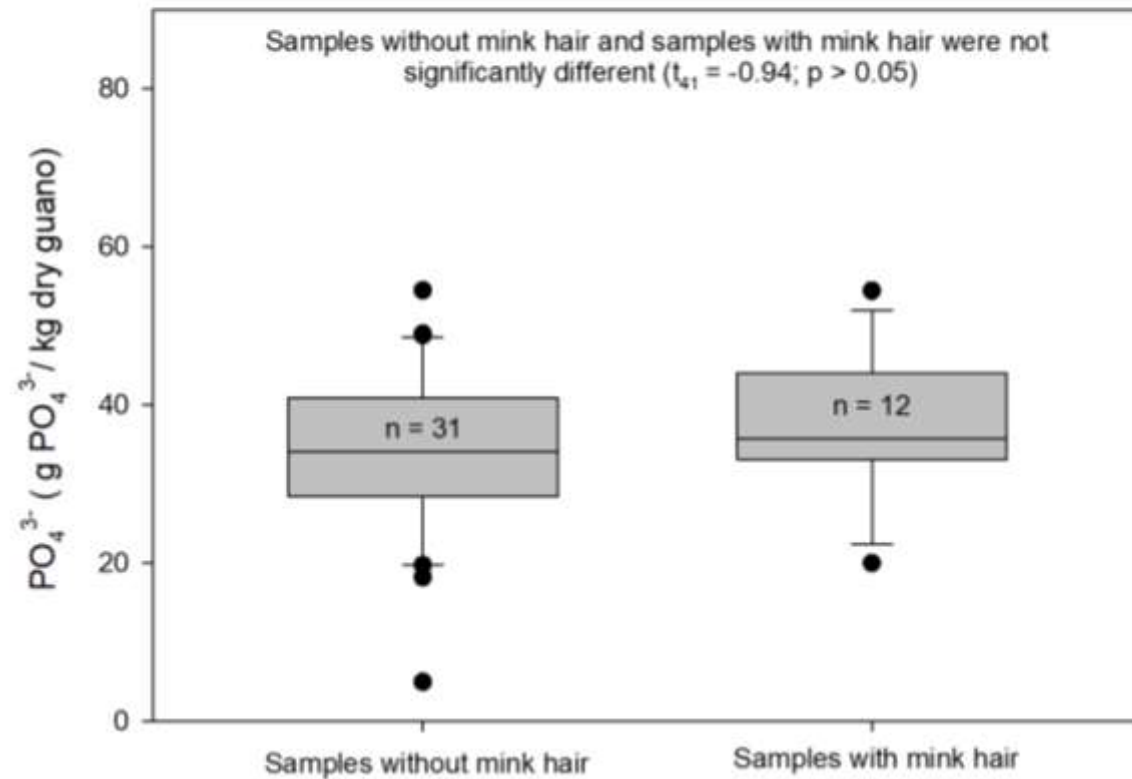 Samples without mink hair and samples with mink hair were not
significantly different (t₄₁ = -0.94; p > 0.05)
80
60
40
20
0
PO₄³⁻ ( g PO₄³⁻/ kg dry guano)
n = 31
n = 12
Samples without mink hair
Samples with mink hair